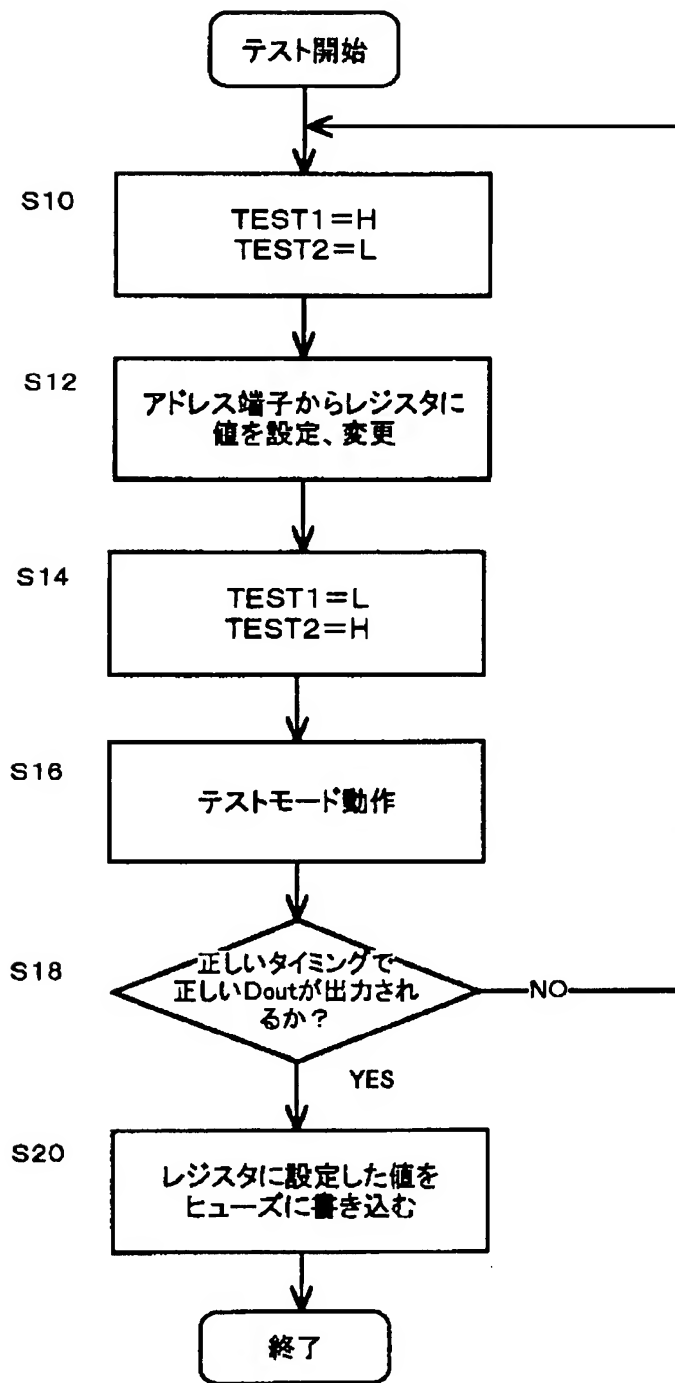 テスト開始
S10
TEST1=H
TEST2=L
S12
アドレス端子からレジスタに
値を設定、変更
S14
TEST1=L
TEST2=H
S16
テストモード動作
S18
正しいタイミングで
正しいDoutが出力され
るか？
NO
YES
S20
レジスタに設定した値を
ヒューズに書き込む
終了